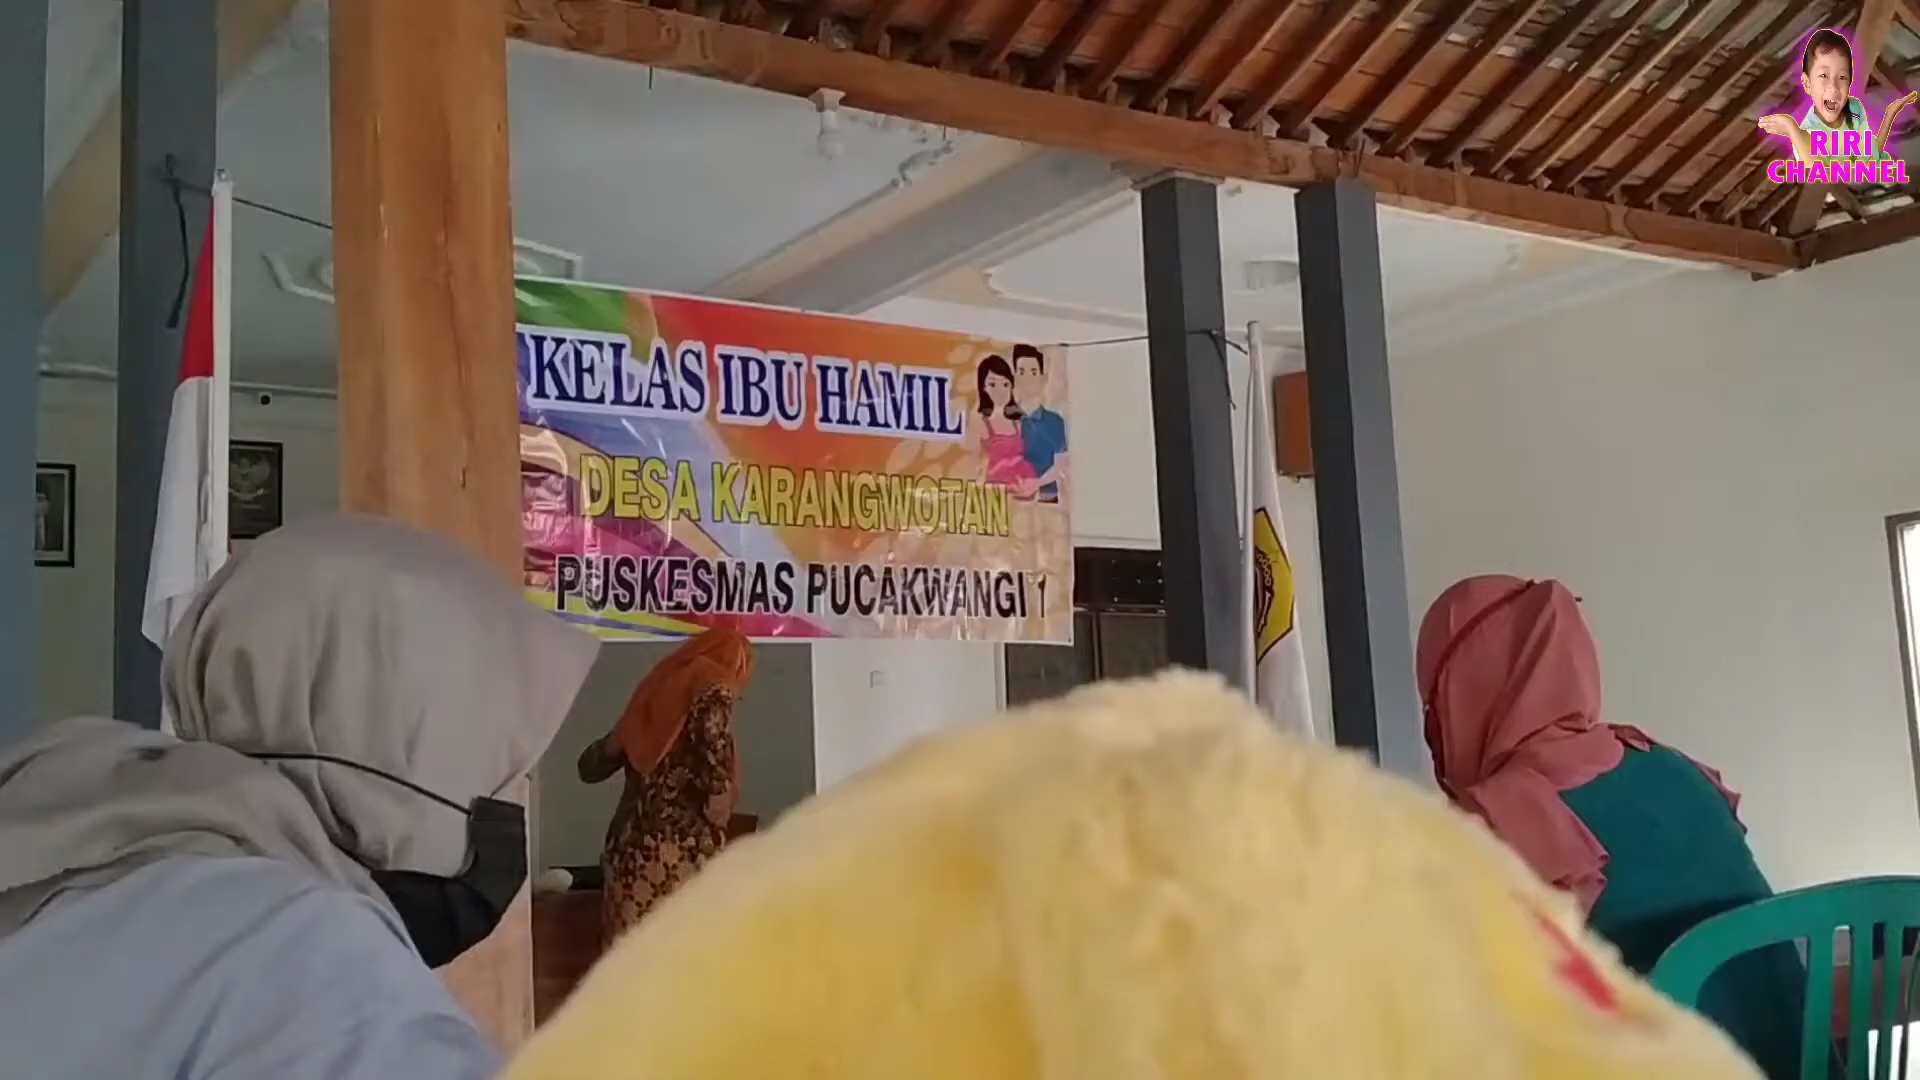 KELAS IBU HAMIL
DESA KARANGWOTAN
PUSKESMAS PUCAKWANGI 1
RIRI
CHANNEL